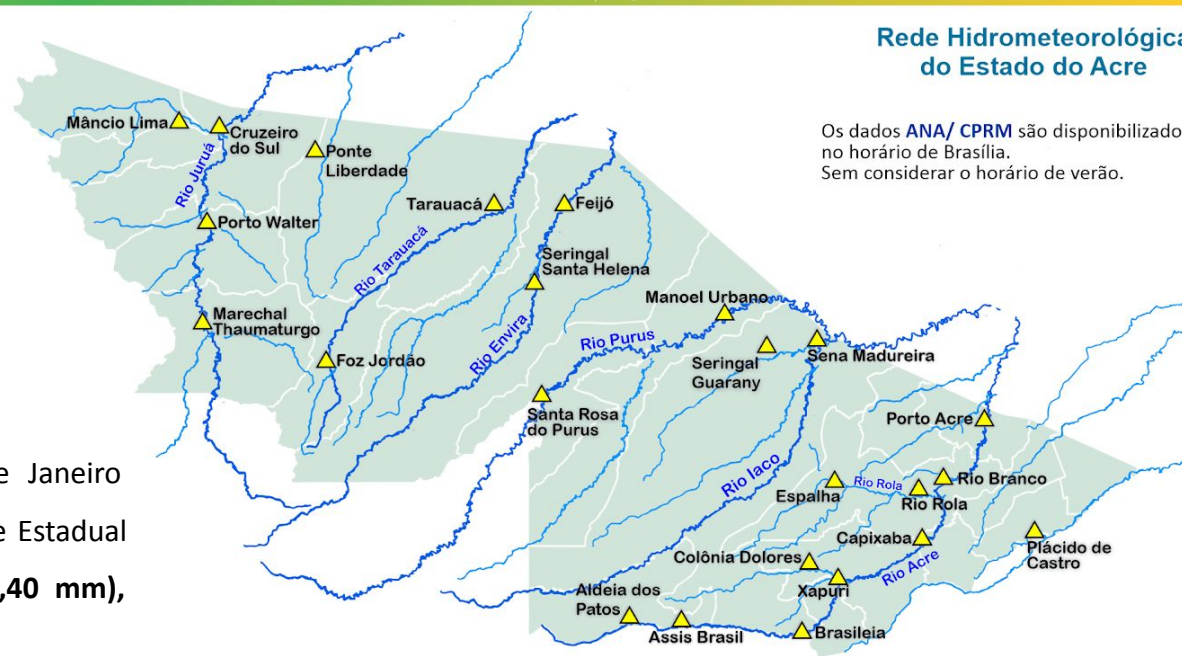 Rede Hidrometeorológica
do Estado do Acre
Os dados ANA/ CPRM são disponibilizado
no horário de Brasília.
Sem considerar o horário de verão.
Mâncio Lima
Cruzeiro
do Sul
Ponte
Liberdade
Rio Juruá
Porto Walter
Tarauacá
Feijó
Rio Tarauacá
Seringal
Santa Helena
Marechal
Thaumaturgo
Foz Jordão
Rio Envira
Manoel Urbano
Rio Purus
Seringal
Guarany
Sena Madureira
Santa Rosa
do Purus
Porto Acre
Rio Iaco
Espalha
Rio Rola
Rio Rola
Rio Branco
Capixaba
Plácido de
Castro
Colônia Dolores
Rio Acre
Xapuri
Aldeia dos
Patos
Assis Brasil
Brasileia
e Janeiro
e Estadual
,40 mm),